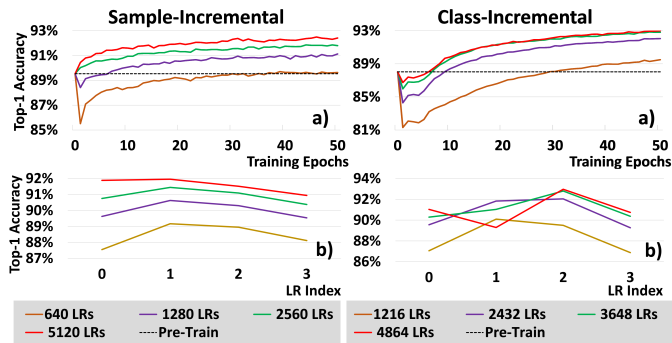 Sample-Incremental
Class-Incremental
Top-1 Accuracy
93%
91%
89%
87%
85%
a)
0 10 20 30 40 50
Training Epochs
93%
89%
85%
81%
a)
0 10 20 30 40 50
Training Epochs
Top-1 Accuracy
92%
91%
90%
89%
88%
87%
b)
0 1 2 3
LR Index
94%
92%
90%
88%
86%
b)
0 1 2 3
LR Index
640 LRs 1280 LRs 2560 LRs
5120 LRs Pre-Train
1216 LRs 2432 LRs 3648 LRs
4864 LRs Pre-Train